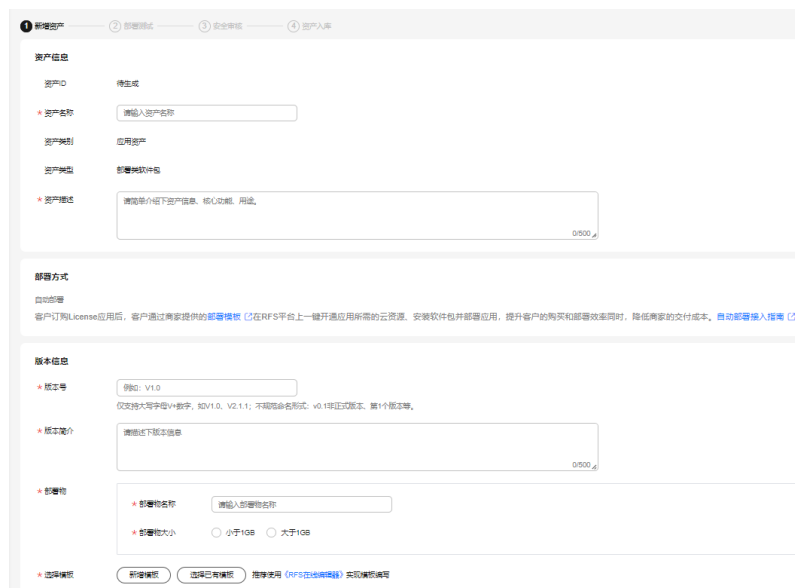 1 新增资产 2 部署测试 3 安全审核 4 资产入库
资产信息
资产ID 待生成
* 资产名称 请输入资产名称
资产类别 应用资产
资产类型 部署类软件包
* 资产描述 请简单介绍下资产信息、核心功能、用途。
0/500
部署方式
自动部署
客户订购License应用后，客户通过商家提供的部署模板在RFS平台上一键开通应用所需的云资源、安装软件包并部署应用，提升客户的购买和部署效率同时，降低商家的交付成本。自动部署接入指南
版本信息
* 版本号 例如：V1.0
仅支持大写字母V+数字，如V1.0、V2.1.1；不规范命名形式：v0.1非正式版本、第1个版本等。
* 版本简介 请描述下版本信息
0/500
* 部署物
* 部署物名称 请输入部署物名称
* 部署物大小 小于1GB 大于1GB
* 选择模板 新增模板 选择已有模板 推荐使用《RFS在线编辑器》实现模板编写